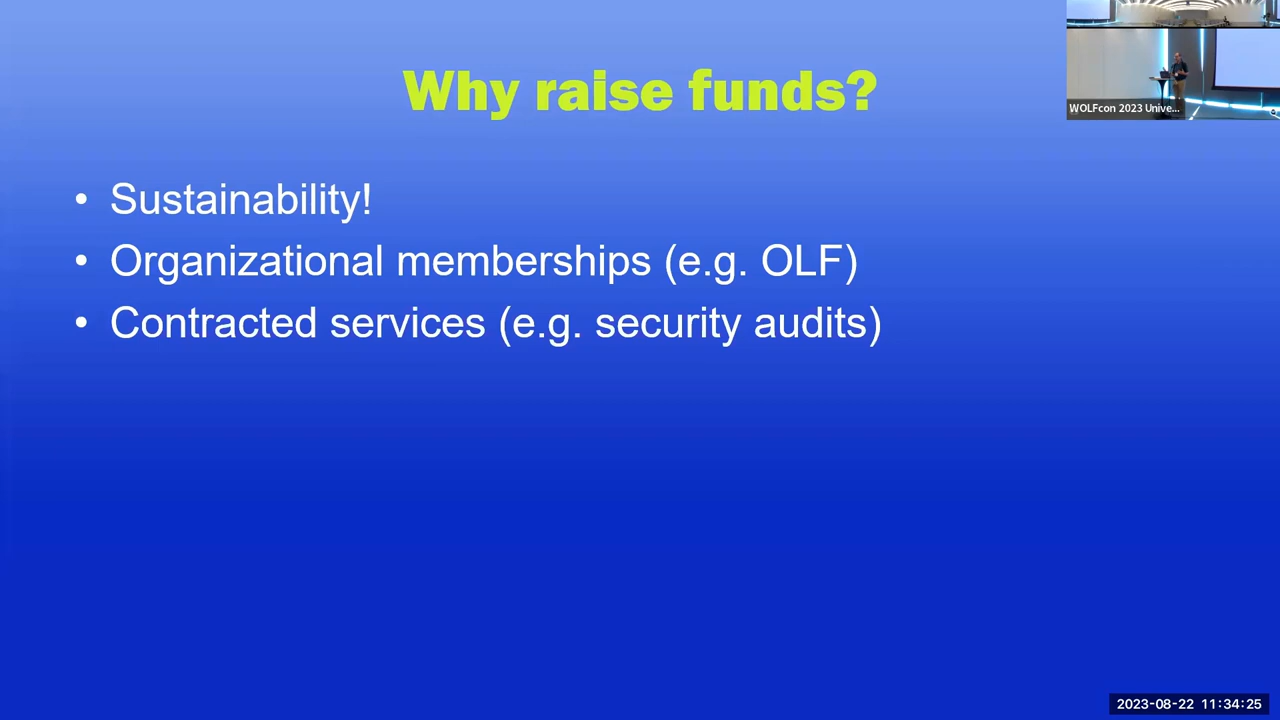 Why raise funds?
• Sustainability!
• Organizational memberships (e.g. OLF)
• Contracted services (e.g. security audits)
WOLFcon 2023 Unive...
2023-08-22 11:34:25